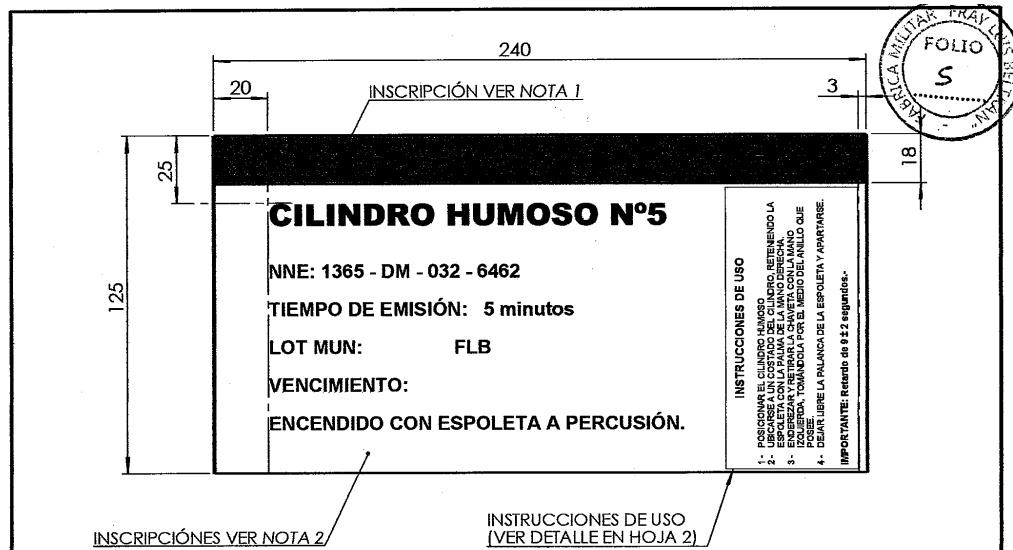 FABRICA MILITAR "FRAY LUIS BELTRAN"
FOLIO
5
240
20
INSCRIPCIÓN VER NOTA 1
3
25
18
125
CILINDRO HUMOSO Nº5
NNE: 1365 - DM - 032 - 6462
TIEMPO DE EMISIÓN: 5 minutos
LOT MUN: FLB
VENCIMIENTO:
ENCENDIDO CON ESPOLETA A PERCUSIÓN.
INSTRUCCIONES DE USO
1- POSICIONAR EL CILINDRO HUMOSO
2- UBICARSE A UN COSTADO DEL CILINDRO, RETENIENDO LA
ESPOLETA CON LA PALMA DE LA MANO DERECHA.
3- ENDEREZAR Y RETIRAR LA CHAVETA CON LA MANO
IZQUIERDA, TOMÁNDOLA POR EL MEDIO DEL ANILLO QUE
POSEE.
4- DEJAR LIBRE LA PALANCA DE LA ESPOLETA Y APARTARSE.
IMPORTANTE: Retardo de 9 ± 2 segundos.-
INSCRIPCIÓNES VER NOTA 2
INSTRUCCIONES DE USO
(VER DETALLE EN HOJA 2)